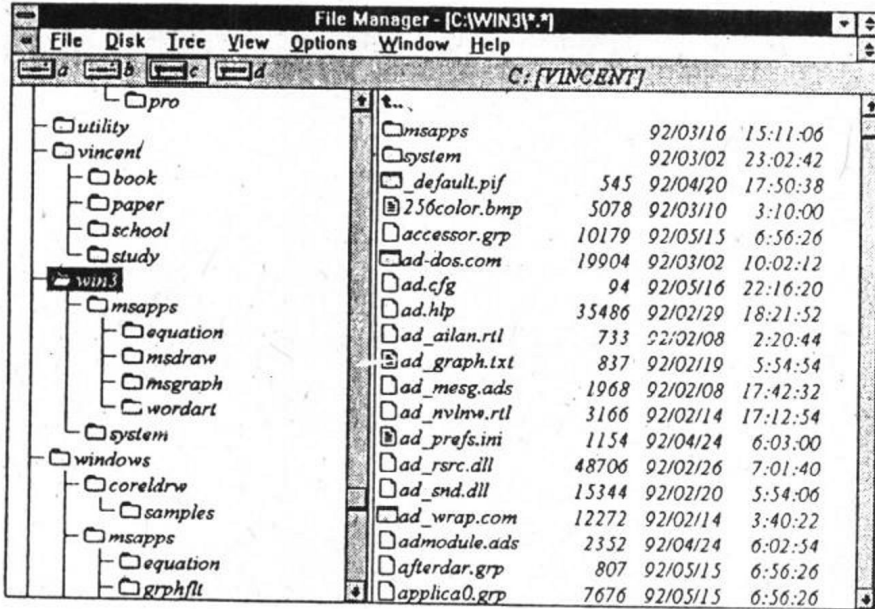 File Manager - [C:\WIN3\*.*]
File Disk Tree View Options Window Help
a b c d C: [VINCENT]
pro
utility
vincent
book
paper
school
study
win3
msapps
equation
msdraw
msgraph
wordart
system
windows
coreldrw
samples
msapps
equation
grphflt
..
msapps 92/03/16 15:11:06
system 92/03/02 23:02:42
_default.pif 545 92/04/20 17:50:38
256color.bmp 5078 92/03/10 3:10:00
accessor.grp 10179 92/05/15 6:56:26
ad-dos.com 19904 92/03/02 10:02:12
ad.cfg 94 92/05/16 22:16:20
ad.hlp 35486 92/02/29 18:21:52
ad_ailan.rtl 733 92/02/08 2:20:44
ad_graph.txt 837 92/02/19 5:54:54
ad_mesg.ads 1968 92/02/08 17:42:32
ad_nvlnw.rtl 3166 92/02/14 17:12:54
ad_prefs.ini 1154 92/04/24 6:03:00
ad_rsrc.dll 48706 92/02/26 7:01:40
ad_snd.dll 15344 92/02/20 5:54:06
ad_wrap.com 12272 92/02/14 3:40:22
admodule.ads 2352 92/04/24 6:02:54
afterdar.grp 807 92/05/15 6:56:26
applica0.grp 7676 92/05/15 6:56:26